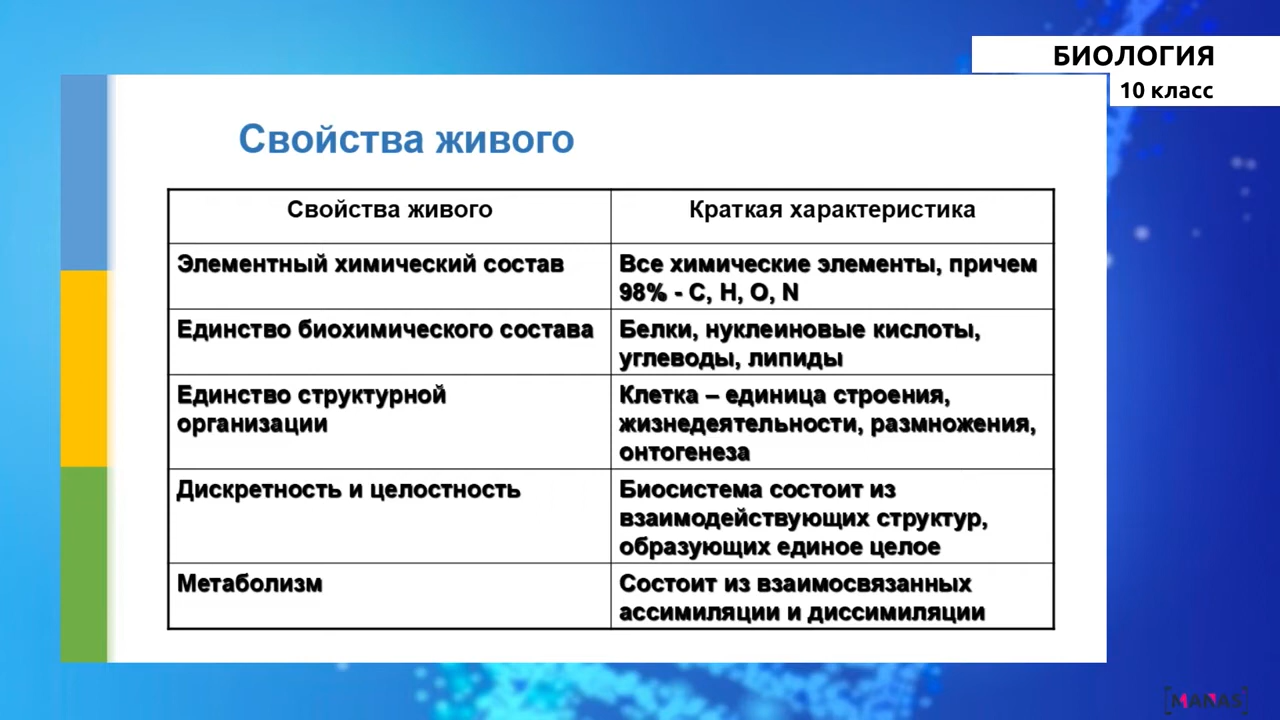 БИОЛОГИЯ
10 класс
Свойства живого
Свойства живого
Краткая характеристика
Элементный химический состав
Все химические элементы, причем
98% - C, H, O, N
Единство биохимического состава
Белки, нуклеиновые кислоты,
углеводы, липиды
Единство структурной
организации
Клетка – единица строения,
жизнедеятельности, размножения,
онтогенеза
Дискретность и целостность
Биосистема состоит из
взаимодействующих структур,
образующих единое целое
Метаболизм
Состоит из взаимосвязанных
ассимиляции и диссимиляции
MANAS